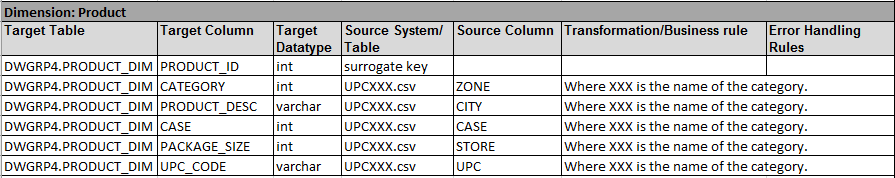 Dimension: Product
Target Table Target Column Target Datatype Source System/ Table Source Column Transformation/Business rule Error Handling Rules
DWGRP4.PRODUCT_DIM PRODUCT_ID int surrogate key
DWGRP4.PRODUCT_DIM CATEGORY int UPCXXX.csv ZONE Where XXX is the name of the category.
DWGRP4.PRODUCT_DIM PRODUCT_DESC varchar UPCXXX.csv CITY Where XXX is the name of the category.
DWGRP4.PRODUCT_DIM CASE int UPCXXX.csv CASE Where XXX is the name of the category.
DWGRP4.PRODUCT_DIM PACKAGE_SIZE int UPCXXX.csv STORE Where XXX is the name of the category.
DWGRP4.PRODUCT_DIM UPC_CODE varchar UPCXXX.csv UPC Where XXX is the name of the category.